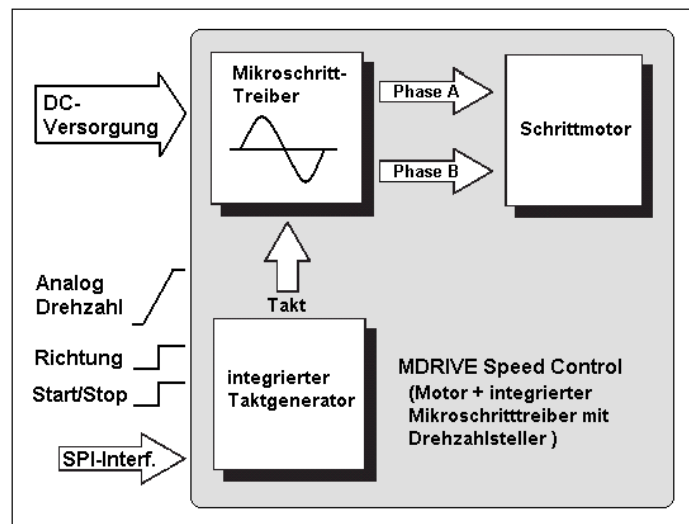 DC-
Versorgung
Mikroschritt-
Treiber
Phase A
Phase B
Schrittmotor
Takt
Analog
Drehzahl
Richtung
Start/Stop
SPI-Interf.
integrierter
Taktgenerator
MDRIVE Speed Control
(Motor + integrierter
Mikroschritttreiber mit
Drehzahlsteller )